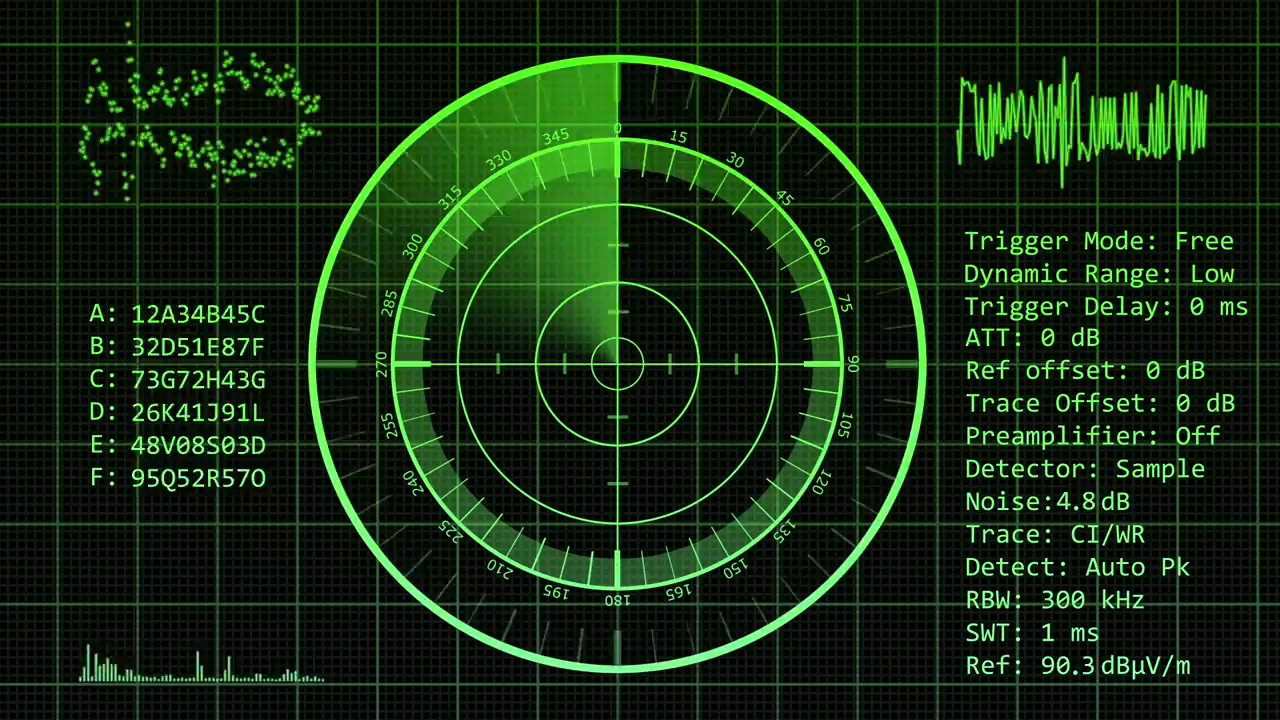 A: 12A34B45C
B: 32D51E87F
C: 73G72H43G
D: 26K41J91L
E: 48V08S03D
F: 95Q52R57O
0
15
30
45
60
75
90
105
120
135
150
165
180
195
210
225
240
255
270
285
300
315
330
345
Trigger Mode: Free
Dynamic Range: Low
Trigger Delay: 0 ms
ATT: 0 dB
Ref offset: 0 dB
Trace Offset: 0 dB
Preamplifier: Off
Detector: Sample
Noise:4.8dB
Trace: CI/WR
Detect: Auto Pk
RBW: 300 kHz
SWT: 1 ms
Ref: 90.3dBµV/m